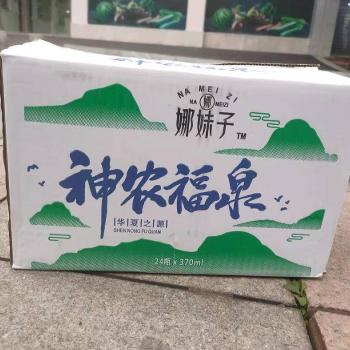 NA MEI ZI
NA 娜 MEIZI
娜妹子 TM
神农福泉
华夏之源
SHEN NONG FU QUAN
24瓶 x 370ml